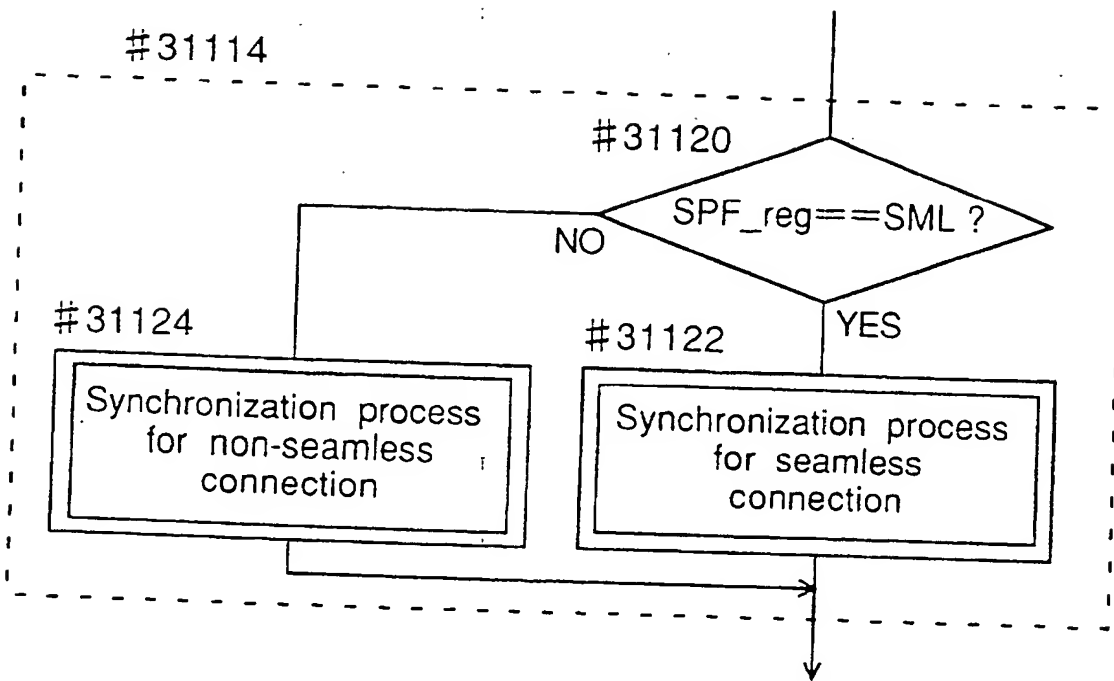 #31114
#31120
SPF_reg==SML ?
NO
YES
#31124
#31122
Synchronization process
for non-seamless
connection
Synchronization process
for seamless
connection